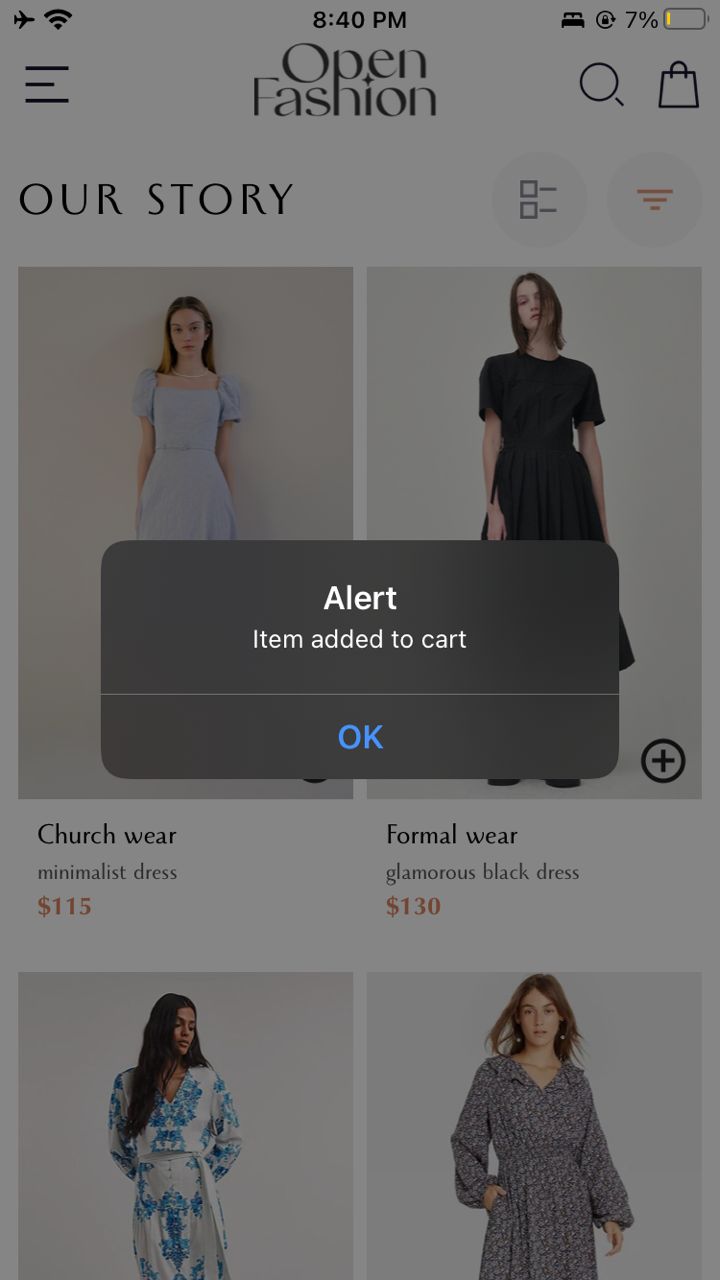 8:40 PM
7%
Open
Fashion
OUR STORY
Alert
Item added to cart
OK
Church wear
minimalist dress
$115
Formal wear
glamorous black dress
$130